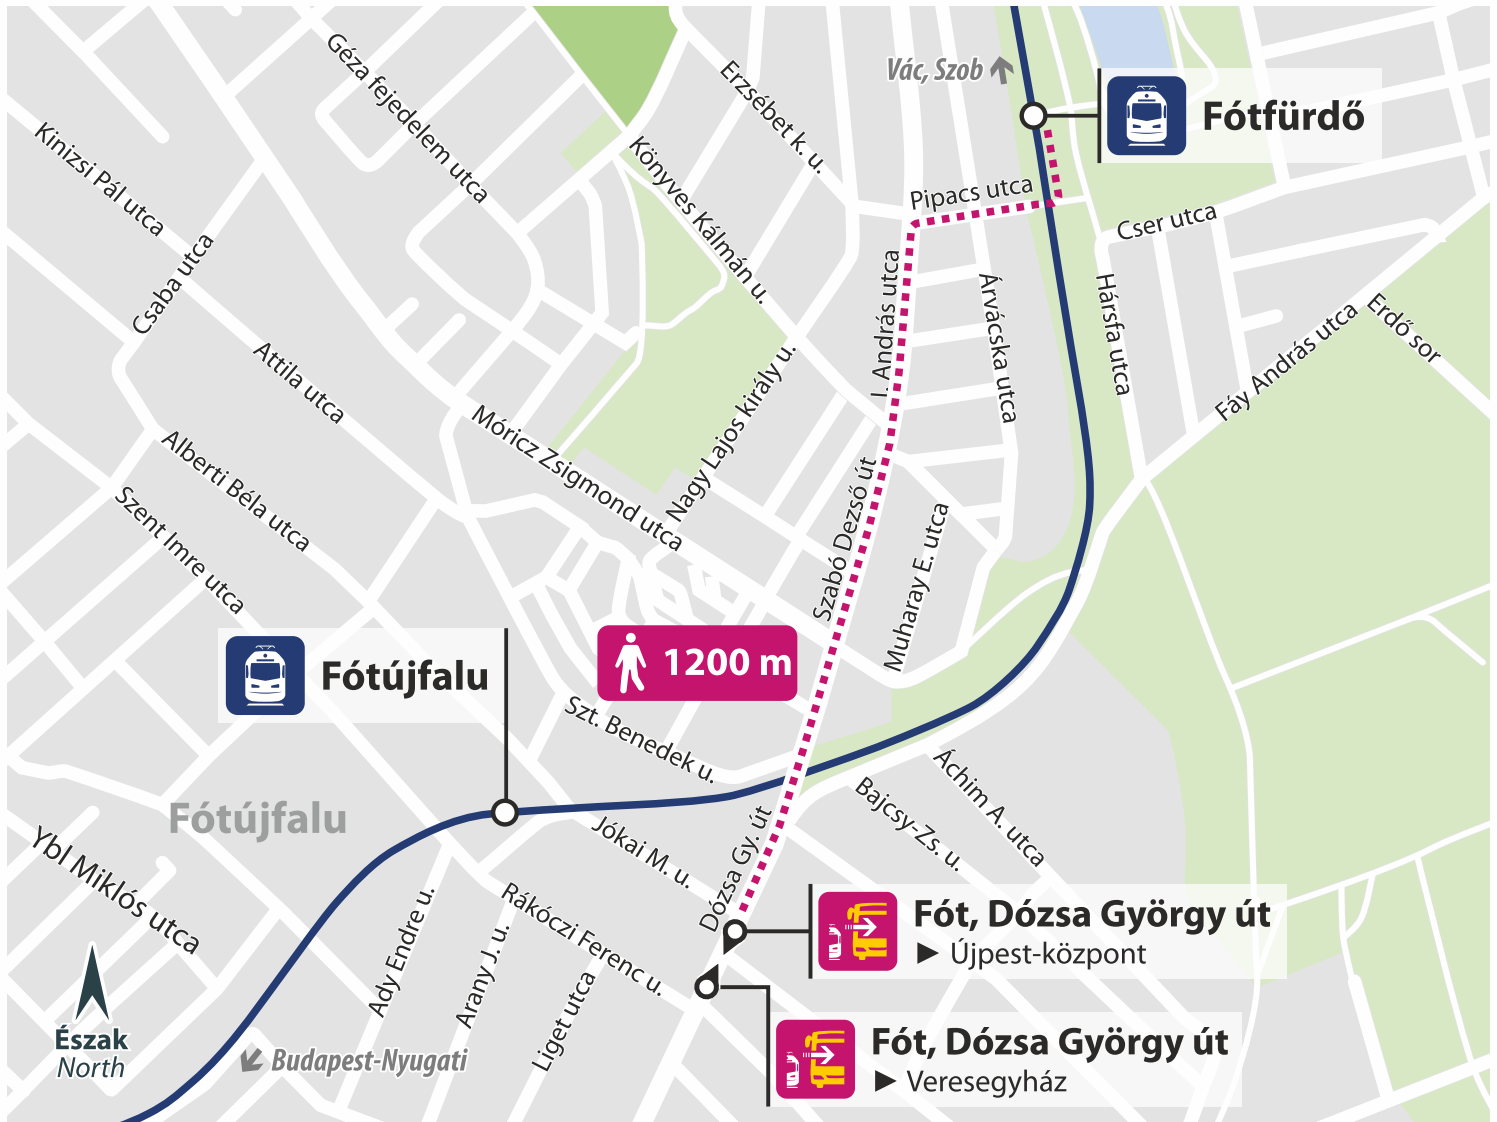 Géza fejedelem utca
Erzsébet k. u.
Vác, Szob
Fótfürdő
Kinizsi Pál utca
Könyves Kálmán u.
Pipacs utca
Cser utca
Csaba utca
I. András utca
Árvácska utca
Hársfa utca
Fáy András utca
Erdő sor
Attila utca
Nagy Lajos király u.
Móricz Zsigmond utca
Alberti Béla utca
Szent Imre utca
Szabó Dezső út
Muharay E. utca
Fótújfalu
1200 m
Szt. Benedek u.
Fótújfalu
Jókai M. u.
Dózsa Gy. út
Bajcsy-Zs. u.
Áchim A. utca
Ybl Miklós utca
Ady Endre u.
Arany J. u.
Rákóczi Ferenc u.
Liget utca
Fót, Dózsa György út
► Újpest-központ
Észak
North
Budapest-Nyugati
Fót, Dózsa György út
► Veresegyház